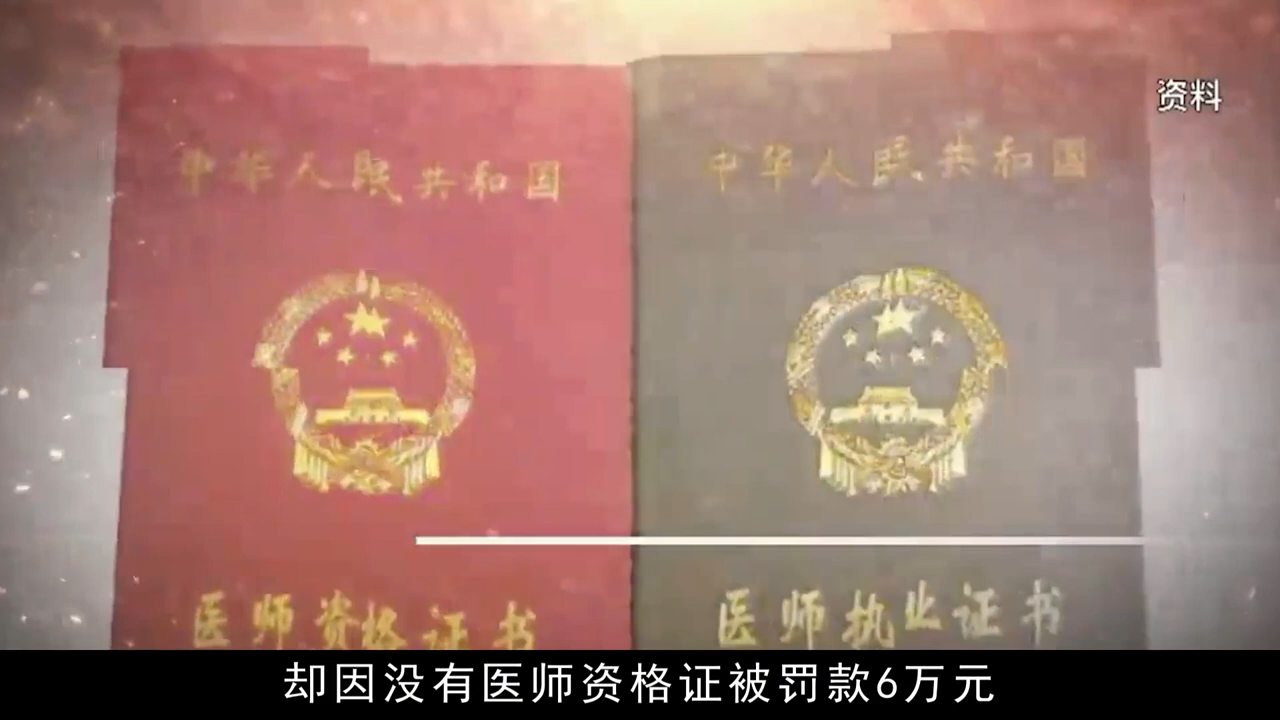 资料
中华人民共和国
中华人民共和国
医师资格证书
医师执业证书
却因没有医师资格证被罚款6万元